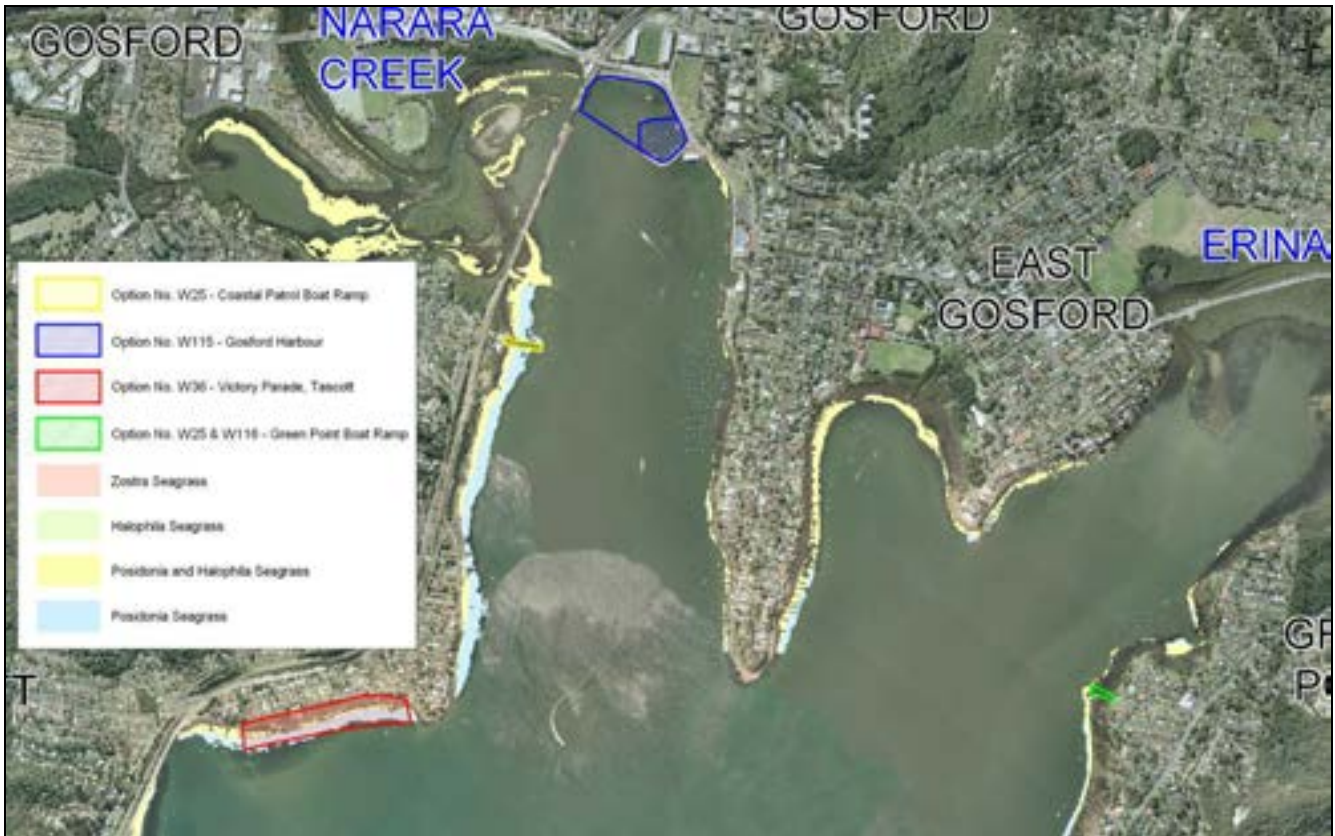 GOSFORD
NARARA
CREEK
GOSFORD
EAST
GOSFORD
ERINA
Option No. W25 - Coastal Patrol Boat Ramp
Option No. W115 - Gosford Harbour
Option No. W36 - Victory Parade, Tascott
Option No. W25 & W116 - Green Point Boat Ramp
Zostra Seagrass
Halophila Seagrass
Posidonia and Halophila Seagrass
Posidonia Seagrass
T